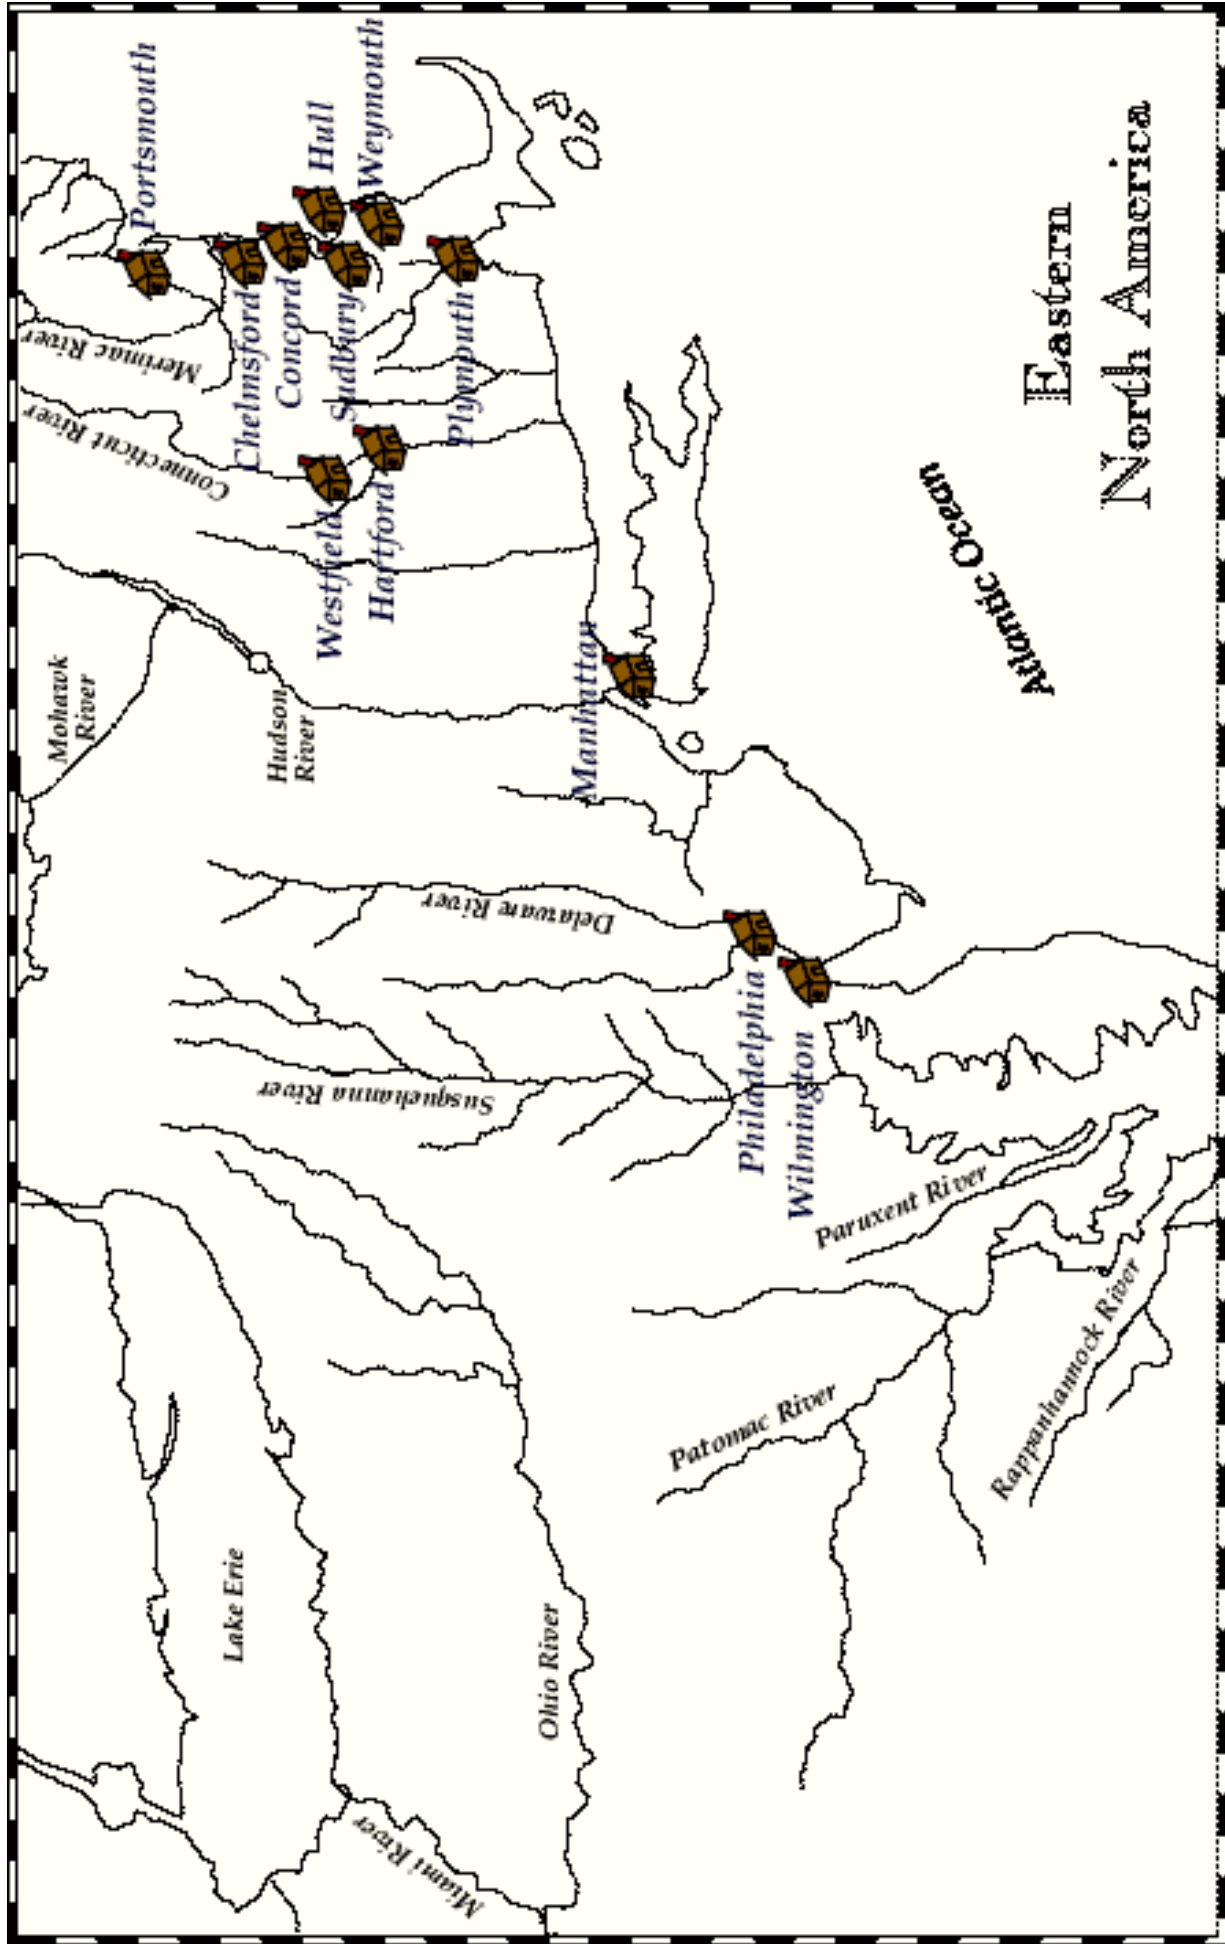 Portsmouth
Hull
Weymouth
Merimac River
Chelmsford
Concord
Sudbury
Plymouth
Connecticut River
Westfield
Hartford
Mohawk
River
Hudson
River
Manhattan
Delaware River
Susquehanna River
Philadelphia
Wilmington
Eastern
North America
Atlantic Ocean
Lake Erie
Ohio River
Miami River
Paruxent River
Patomac River
Rappanhannock River